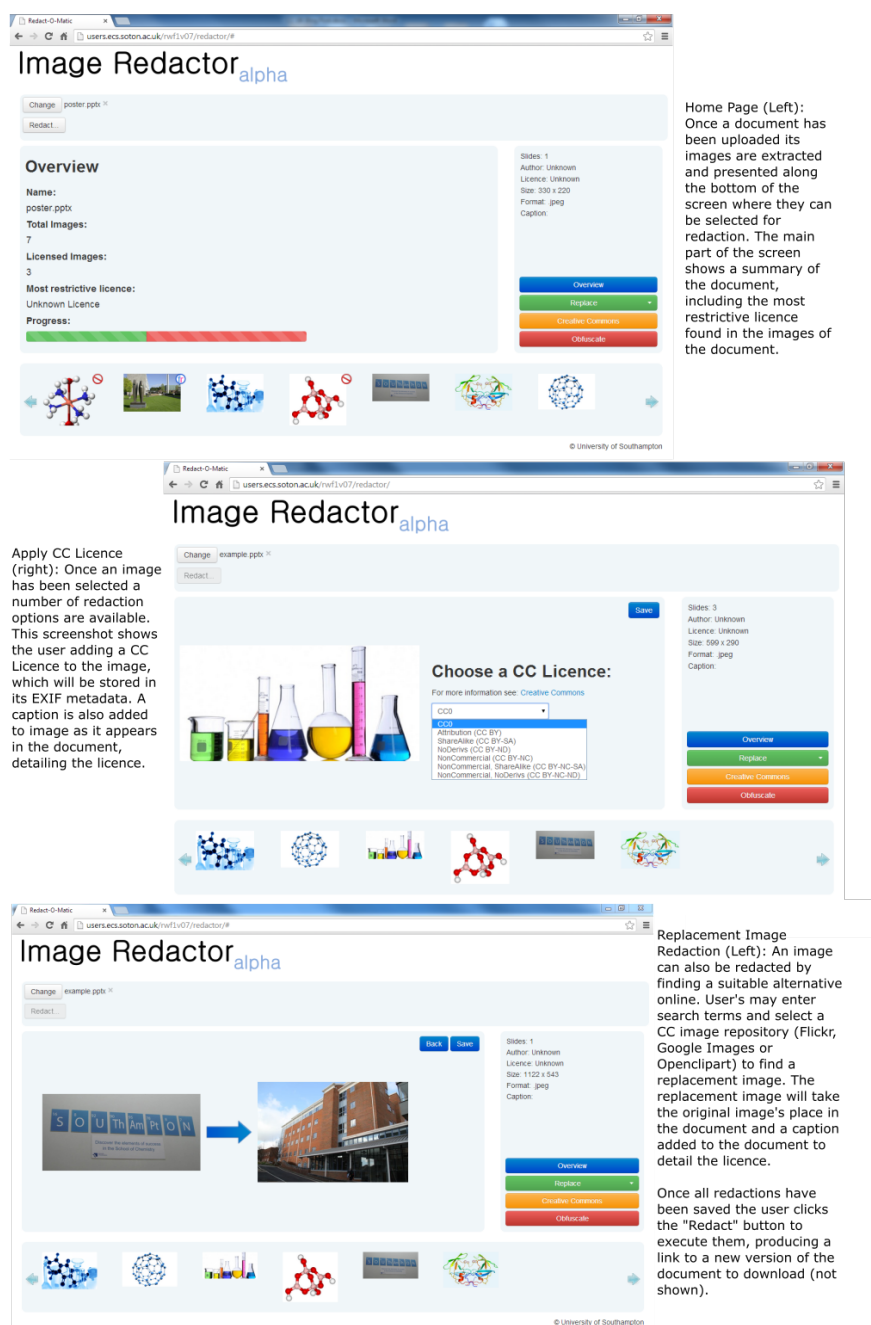 Redact-O-Matic
users.ecs.soton.ac.uk/rwf1v07/redactor/#
Image Redactor alpha
Change poster.pptx ×
Redact...
Overview
Name:
poster.pptx
Total Images:
7
Licensed Images:
3
Most restrictive licence:
Unknown Licence
Progress:
Slides: 1
Author: Unknown
Licence: Unknown
Size: 330 x 220
Format: .jpeg
Caption:
Overview
Replace
Creative Commons
Obfuscate
© University of Southampton
Home Page (Left):
Once a document has
been uploaded its
images are extracted
and presented along
the bottom of the
screen where they can
be selected for
redaction. The main
part of the screen
shows a summary of
the document,
including the most
restrictive licence
found in the images of
the document.
Apply CC Licence
(right): Once an image
has been selected a
number of redaction
options are available.
This screenshot shows
the user adding a CC
Licence to the image,
which will be stored in
its EXIF metadata. A
caption is also added
to image as it appears
in the document,
detailing the licence.
Redact-O-Matic
users.ecs.soton.ac.uk/rwf1v07/redactor/
Image Redactor alpha
Change example.pptx ×
Redact...
Save
Choose a CC Licence:
For more information see: Creative Commons
CC0
CC0
Attribution (CC BY)
ShareAlike (CC BY-SA)
NoDerivs (CC BY-ND)
NonCommercial (CC BY-NC)
NonCommercial, ShareAlike (CC BY-NC-SA)
NonCommercial, NoDerivs (CC BY-NC-ND)
Slides: 3
Author: Unknown
Licence: Unknown
Size: 599 x 290
Format: .jpeg
Caption:
Overview
Replace
Creative Commons
Obfuscate
Redact-O-Matic
users.ecs.soton.ac.uk/rwf1v07/redactor/#
Image Redactor alpha
Change example.pptx ×
Redact...
Back Save
SOUThAmPtON
Discover the elements of success
in the School of Chemistry
Slides: 1
Author: Unknown
Licence: Unknown
Size: 1122 x 543
Format: .jpeg
Caption:
Overview
Replace
Creative Commons
Obfuscate
© University of Southampton
Replacement Image
Redaction (Left): An image
can also be redacted by
finding a suitable alternative
online. User's may enter
search terms and select a
CC image repository (Flickr,
Google Images or
Openclipart) to find a
replacement image. The
replacement image will take
the original image's place in
the document and a caption
added to the document to
detail the licence.
Once all redactions have
been saved the user clicks
the "Redact" button to
execute them, producing a
link to a new version of the
document to download (not
shown).